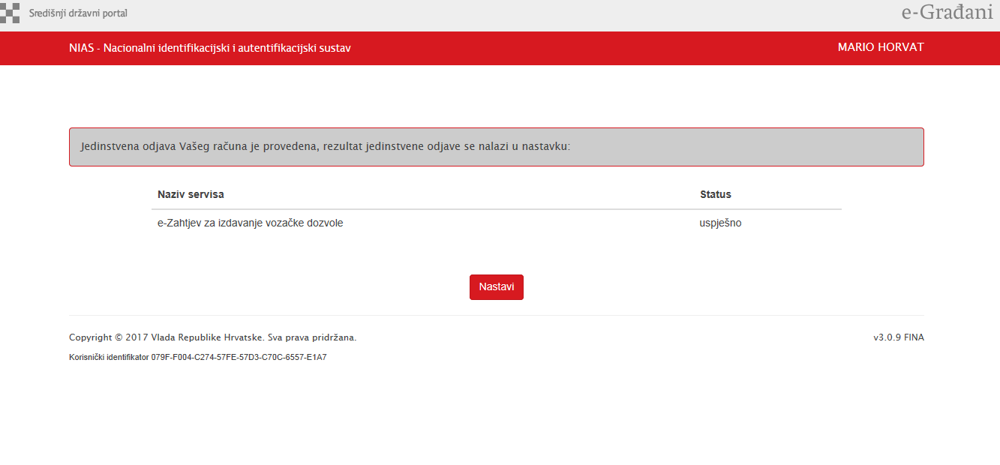 Središnji državni portal
e-Građani
NIAS - Nacionalni identifikacijski i autentifikacijski sustav
MARIO HORVAT
Jedinstvena odjava Vašeg računa je provedena, rezultat jedinstvene odjave se nalazi u nastavku:
Naziv servisa Status
e-Zahtjev za izdavanje vozačke dozvole uspješno
Nastavi
Copyright © 2017 Vlada Republike Hrvatske. Sva prava pridržana.
v3.0.9 FINA
Korisnički identifikator 079F-F004-C274-57FE-57D3-C70C-6557-E1A7